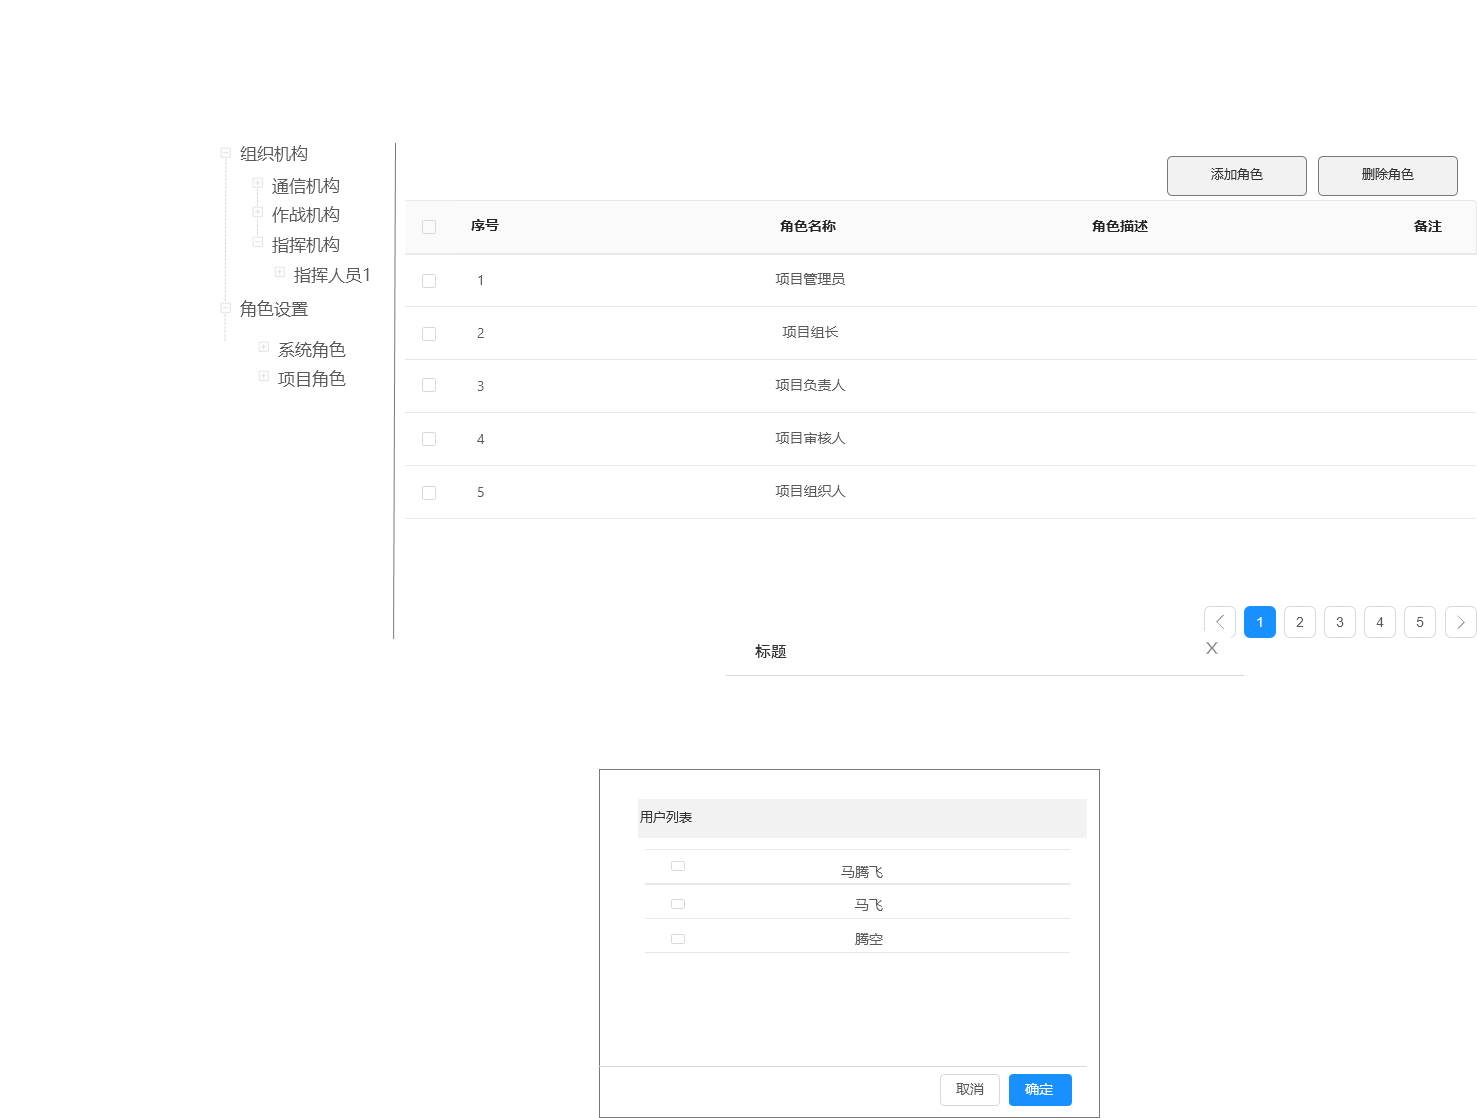 组织机构
通信机构
作战机构
指挥机构
指挥人员1
角色设置
系统角色
项目角色
添加角色 删除角色
序号 角色名称 角色描述 备注
1 项目管理员
2 项目组长
3 项目负责人
4 项目审核人
5 项目组织人
1 2 3 4 5
标题 X
用户列表
马腾飞
马飞
腾空
取消 确定